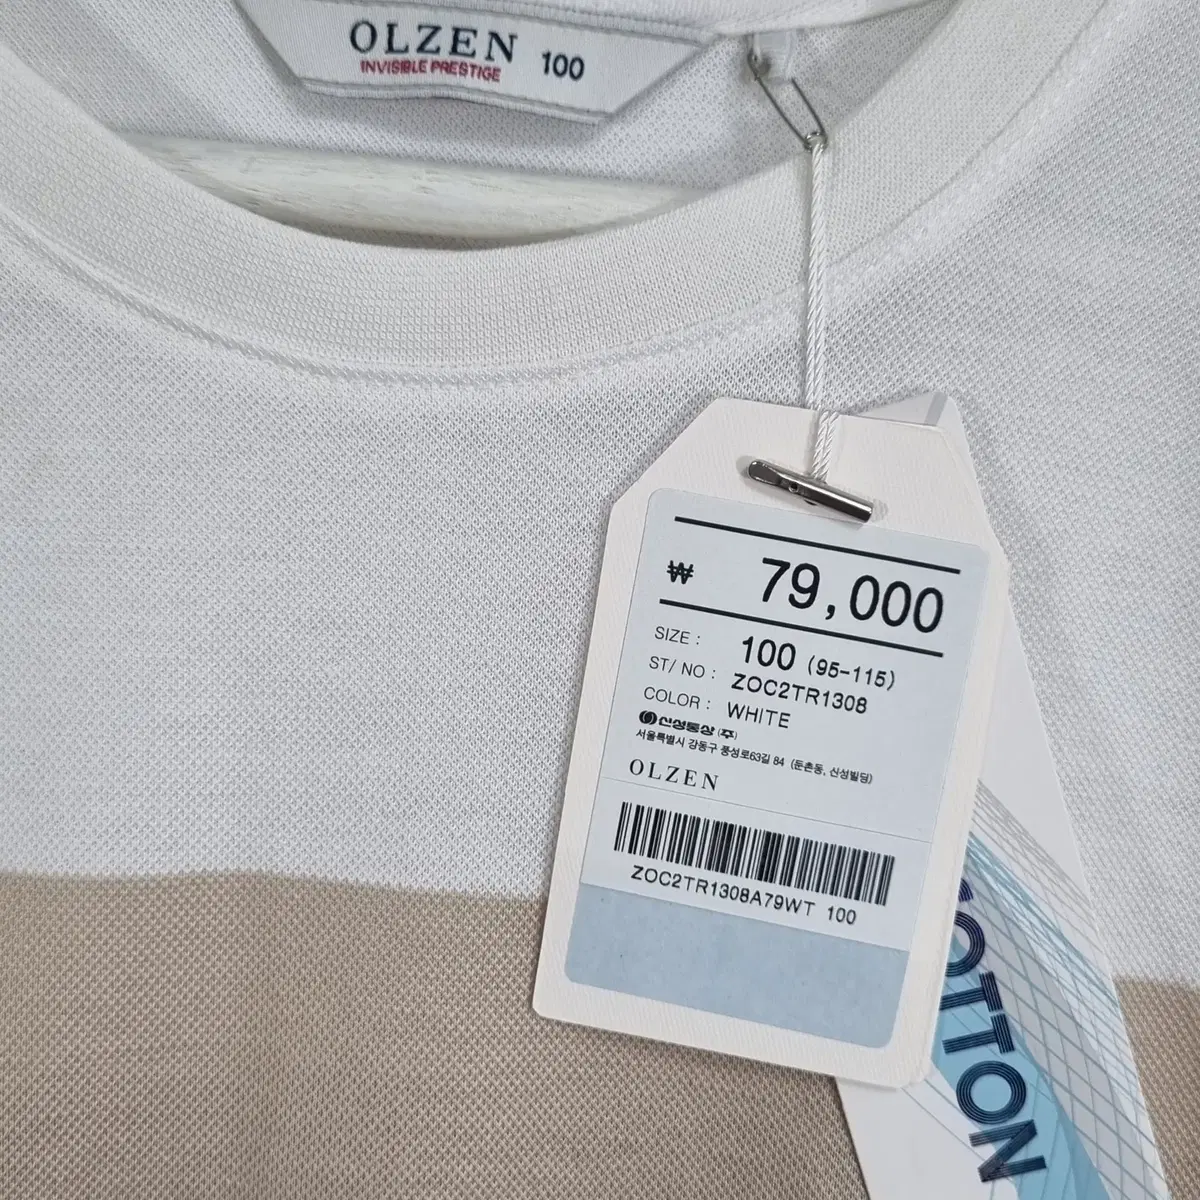 OLZEN
INVISIBLE PRESTIGE
100
₩ 79,000
SIZE : 100 (95-115)
ST/ NO : ZOC2TR1308
COLOR : WHITE
신성통상(주)
서울특별시 강동구 풍성로63길 84 (둔촌동, 신성빌딩)
OLZEN
ZOC2TR1308A79WT 100
COTTON